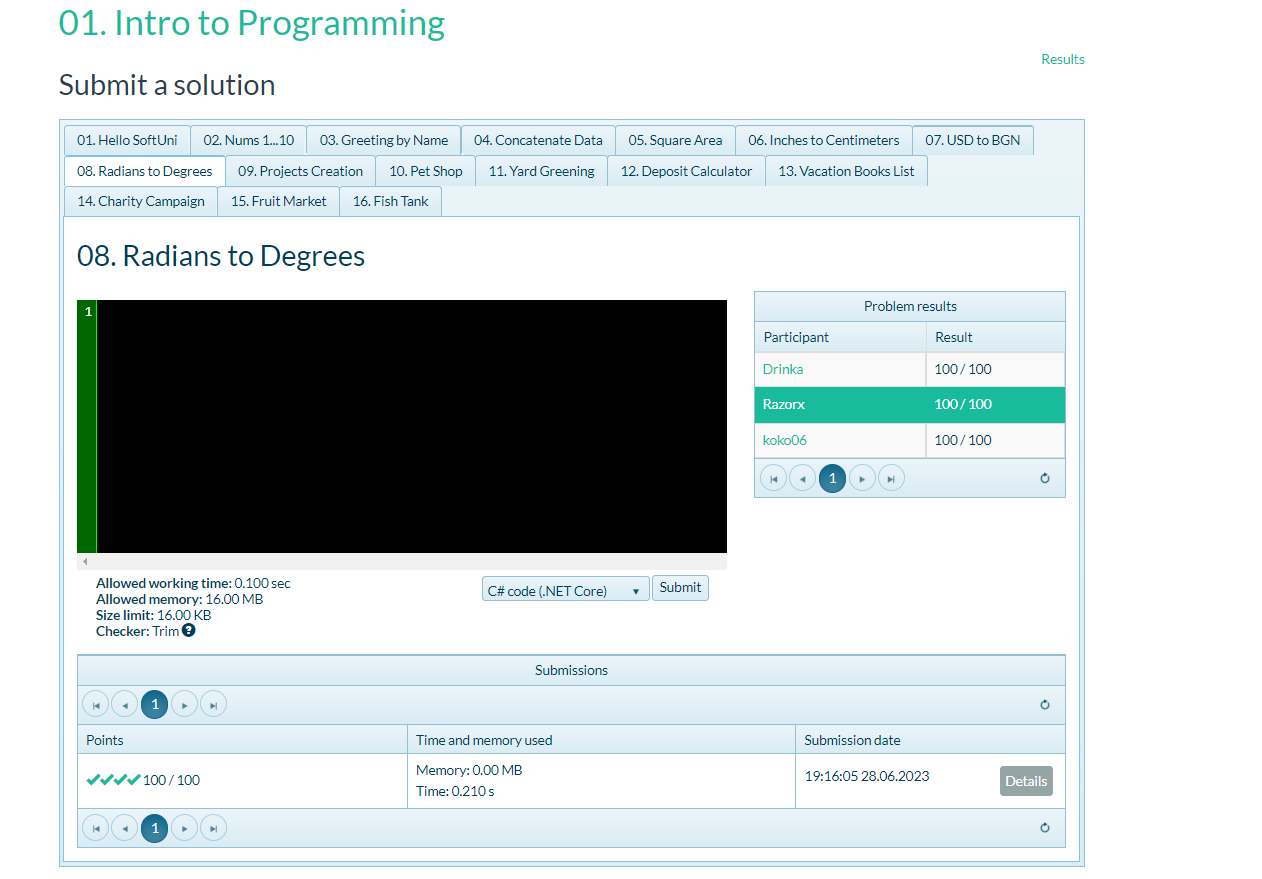 01. Intro to Programming
Results
Submit a solution
01. Hello SoftUni 02. Nums 1...10 03. Greeting by Name 04. Concatenate Data 05. Square Area 06. Inches to Centimeters 07. USD to BGN
08. Radians to Degrees 09. Projects Creation 10. Pet Shop 11. Yard Greening 12. Deposit Calculator 13. Vacation Books List
14. Charity Campaign 15. Fruit Market 16. Fish Tank
08. Radians to Degrees
1
Problem results
Participant Result
Drinka 100 / 100
Razorx 100 / 100
koko06 100 / 100
1
Allowed working time: 0.100 sec
Allowed memory: 16.00 MB
Size limit: 16.00 KB
Checker: Trim ?
C# code (.NET Core) Submit
Submissions
1
Points Time and memory used Submission date
100 / 100 Memory: 0.00 MB 19:16:05 28.06.2023 Details
Time: 0.210 s
1